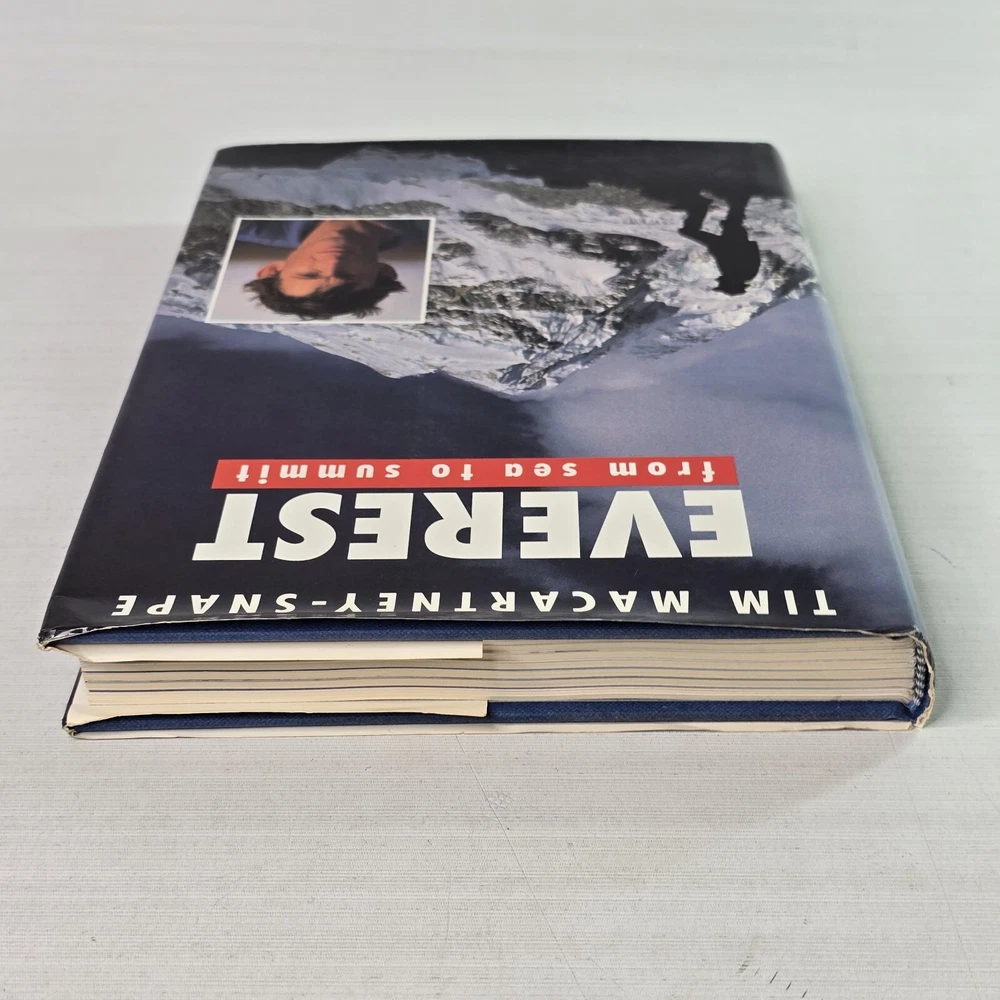 TIM MACARTNEY-SNAPE
EVEREST
from sea to summit